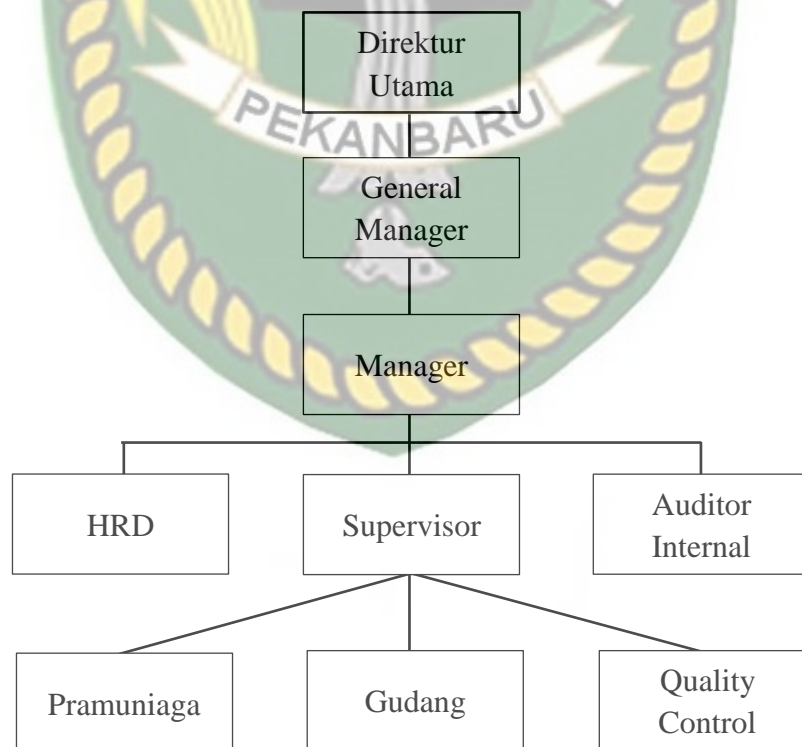 Direktur
Utama
PEKANBARU
General
Manager
Manager
HRD
Supervisor
Auditor
Internal
Pramuniaga
Gudang
Quality
Control